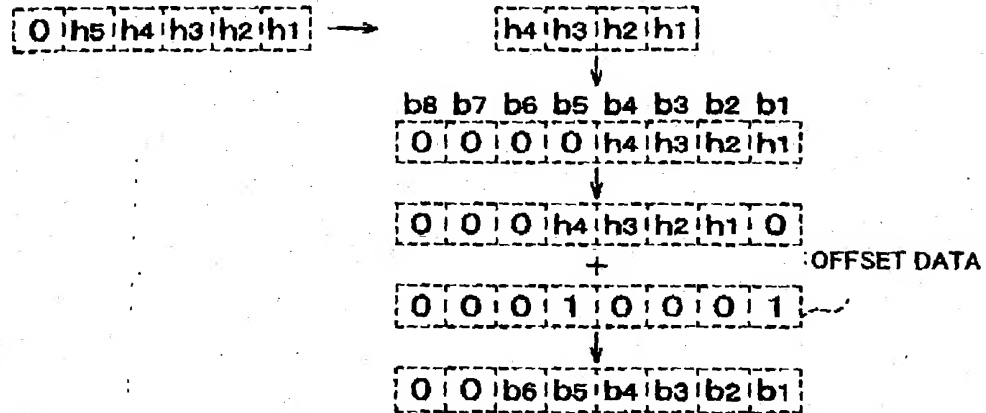 0 h5 h4 h3 h2 h1 → h4 h3 h2 h1
↓
b8 b7 b6 b5 b4 b3 b2 b1
0 0 0 0 h4 h3 h2 h1
↓
0 0 0 h4 h3 h2 h1 0
+ OFFSET DATA
0 0 0 1 0 0 0 1
↓
0 0 b6 b5 b4 b3 b2 b1